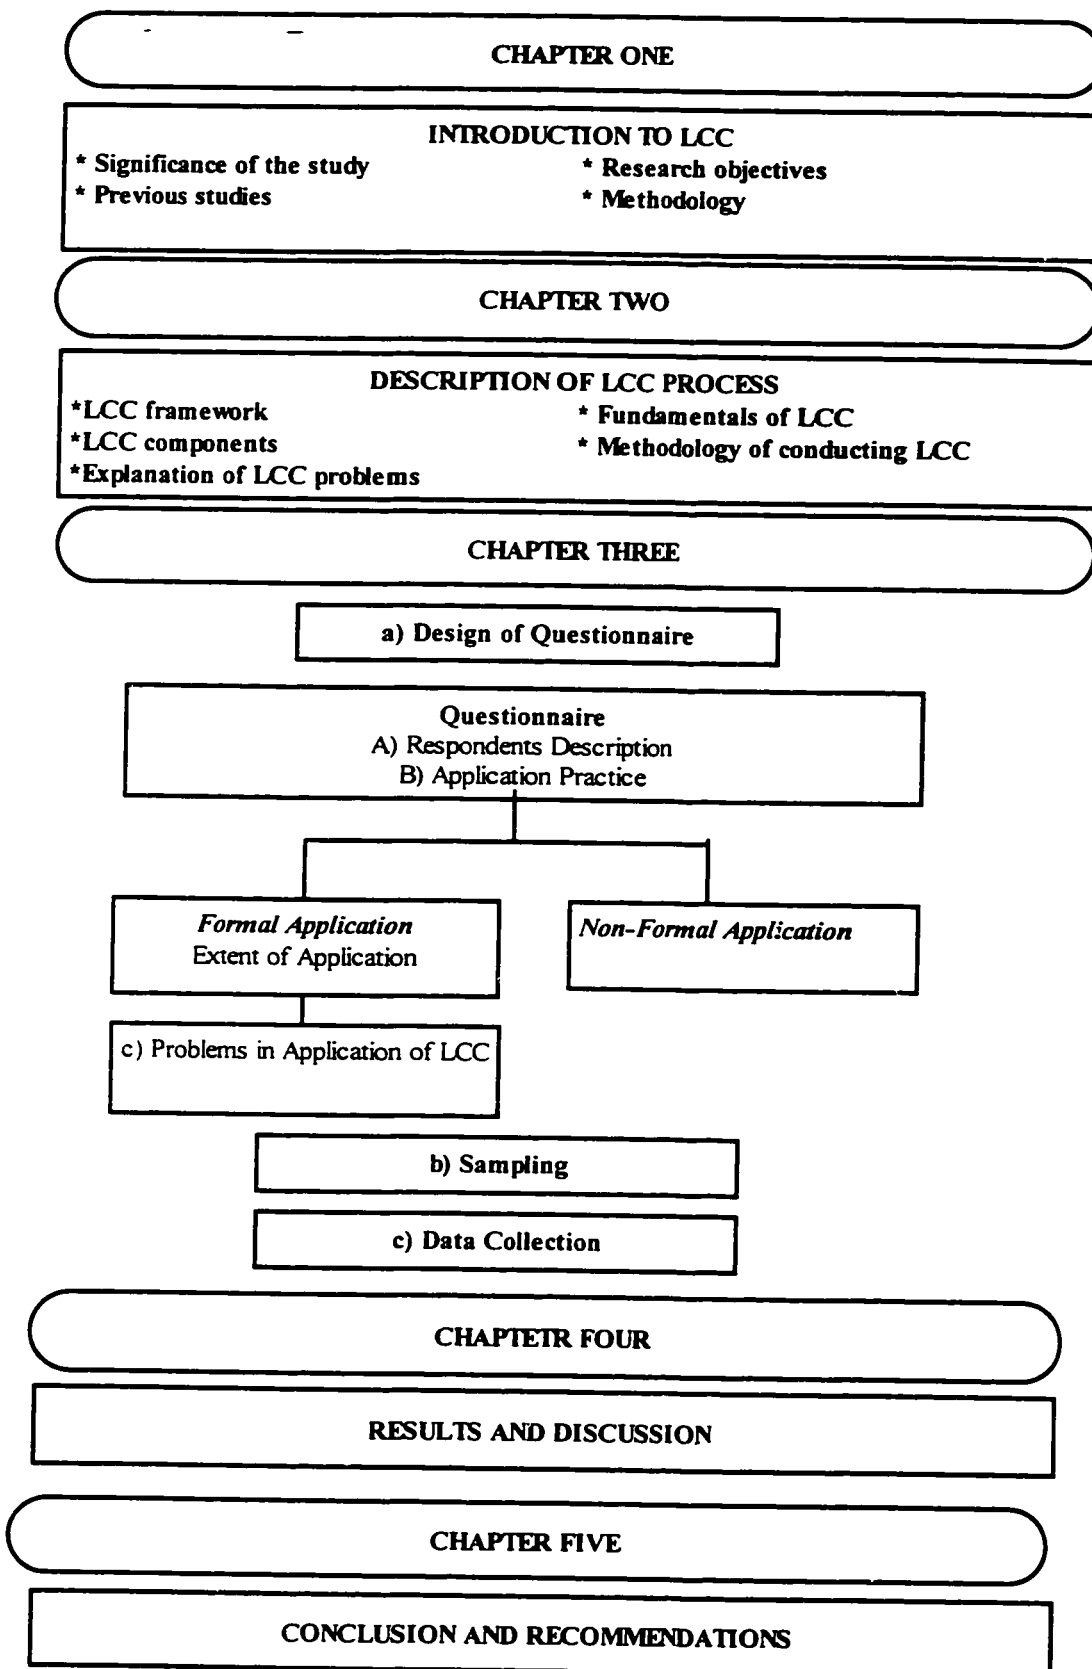 CHAPTER ONE
INTRODUCTION TO LCC
* Significance of the study
* Research objectives
* Previous studies
* Methodology
CHAPTER TWO
DESCRIPTION OF LCC PROCESS
*LCC framework
* Fundamentals of LCC
*LCC components
* Methodology of conducting LCC
*Explanation of LCC problems
CHAPTER THREE
a) Design of Questionnaire
Questionnaire
A) Respondents Description
B) Application Practice
Formal Application
Extent of Application
Non-Formal Application
c) Problems in Application of LCC
b) Sampling
c) Data Collection
CHAPTETR FOUR
RESULTS AND DISCUSSION
CHAPTER FIVE
CONCLUSION AND RECOMMENDATIONS